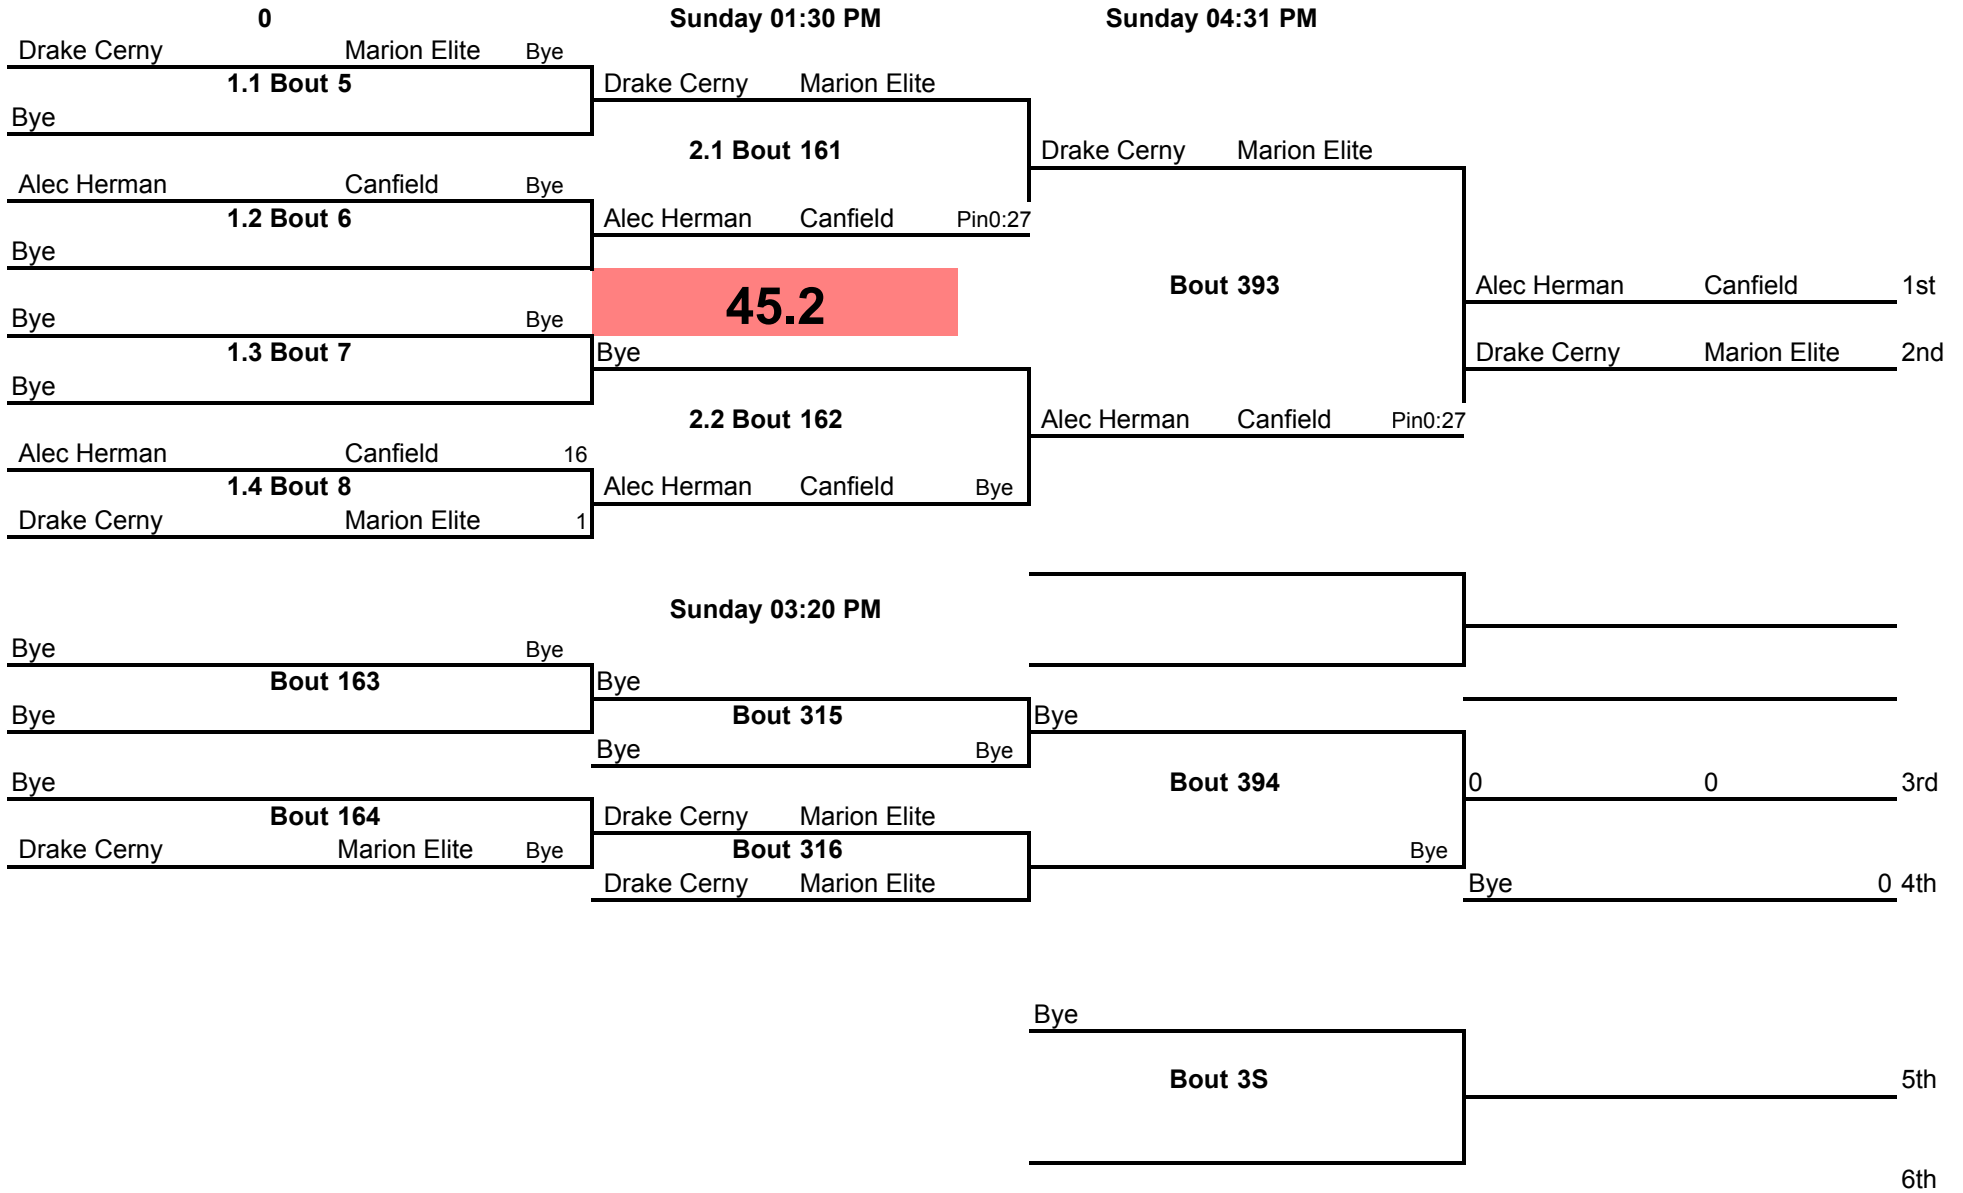 0 Sunday 01:30 PM Sunday 04:31 PM
Drake Cerny Marion Elite Bye
1.1 Bout 5 Drake Cerny Marion Elite
Bye
2.1 Bout 161 Drake Cerny Marion Elite
Alec Herman Canfield Bye
1.2 Bout 6 Alec Herman Canfield Pin0:27
Bye
Bout 393 Alec Herman Canfield 1st
45.2
Bye Bye
1.3 Bout 7 Bye Drake Cerny Marion Elite 2nd
Bye
2.2 Bout 162 Alec Herman Canfield Pin0:27
Alec Herman Canfield 16
1.4 Bout 8 Alec Herman Canfield Bye
Drake Cerny Marion Elite 1
Sunday 03:20 PM
Bye Bye
Bout 163 Bye
Bye Bout 315 Bye
Bye Bye
Bye Bout 394 0 0 3rd
Bout 164 Drake Cerny Marion Elite
Drake Cerny Marion Elite Bye Bout 316 Bye
Drake Cerny Marion Elite Bye 0 4th
Bye
Bout 3S 5th
6th